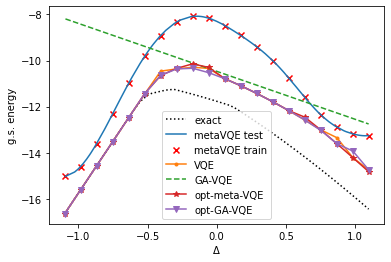 −8
−10
−12
−14
−16
g.s. energy
exact
metaVQE test
metaVQE train
VQE
GA-VQE
opt-meta-VQE
opt-GA-VQE
−1.0 −0.5 0.0 0.5 1.0
Δ